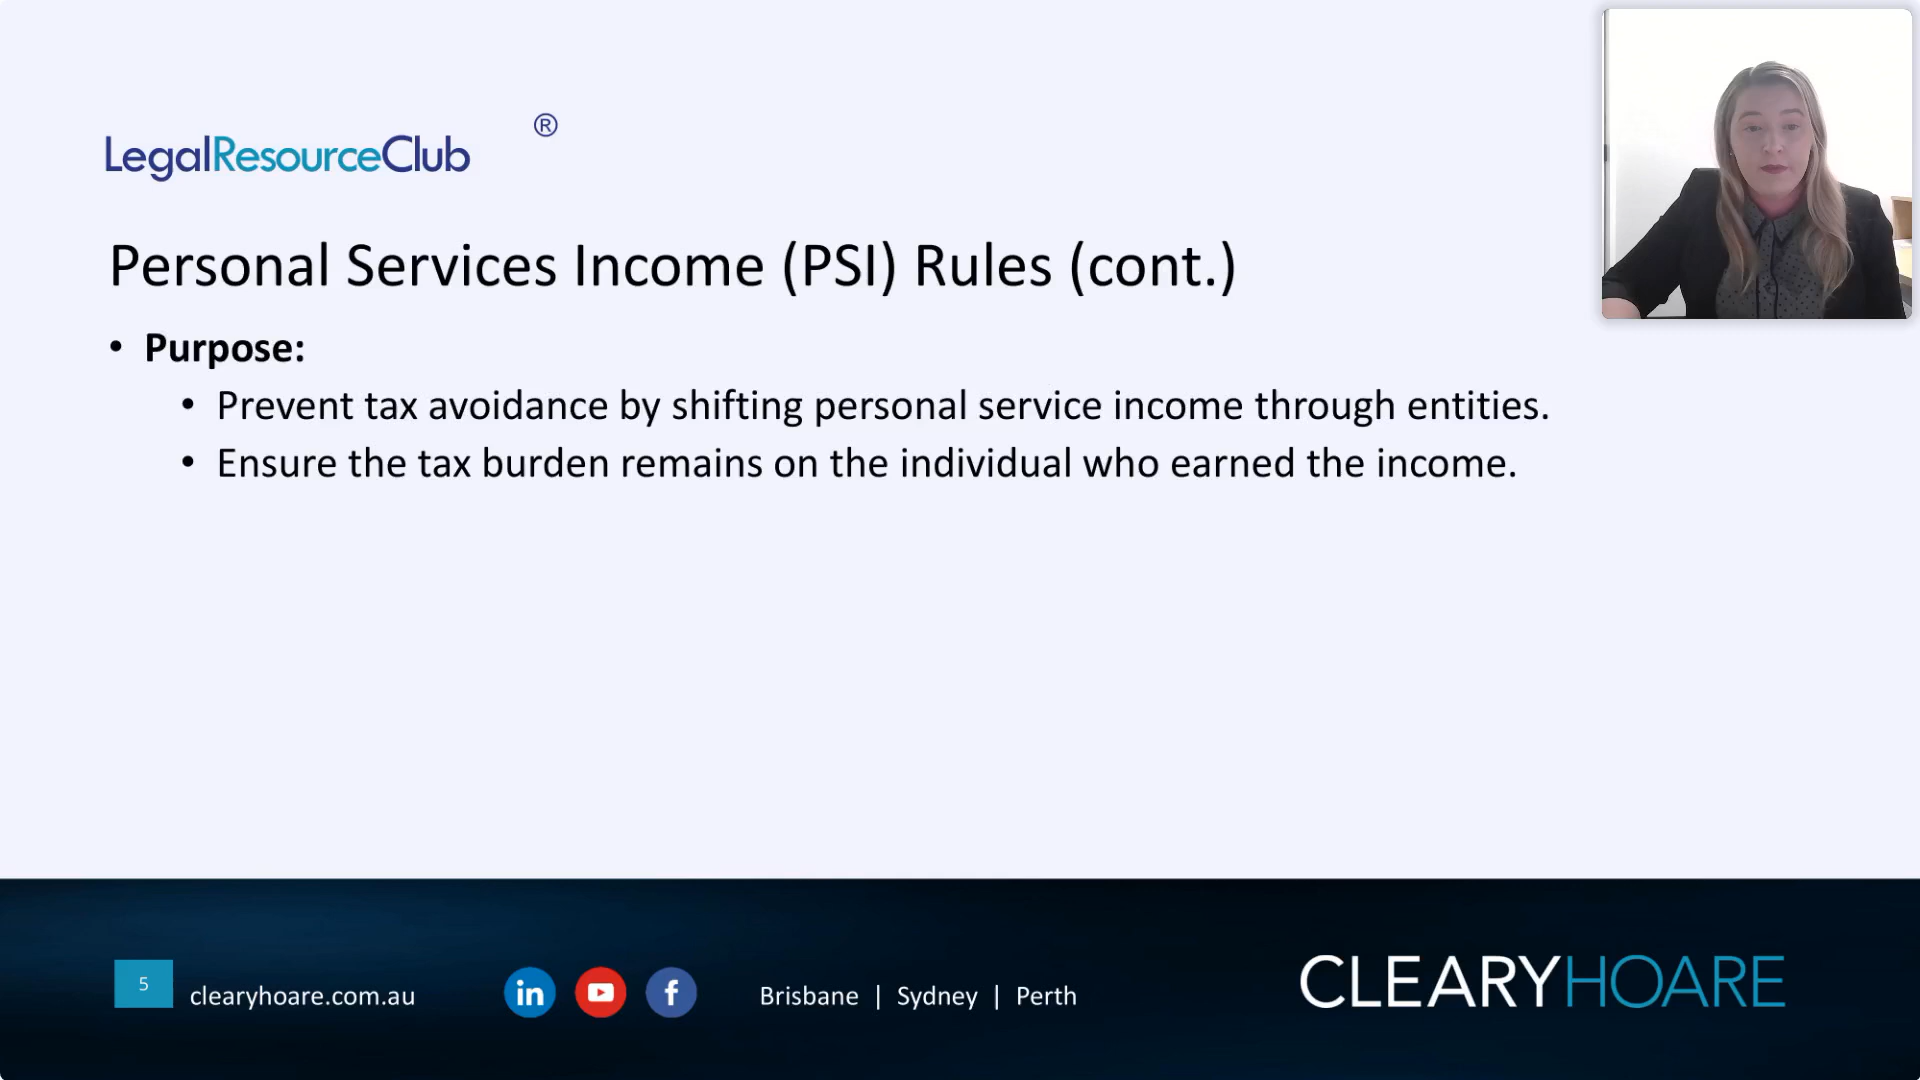 LegalResourceClub ®
Personal Services Income (PSI) Rules (cont.)
• Purpose:
• Prevent tax avoidance by shifting personal service income through entities.
• Ensure the tax burden remains on the individual who earned the income.
5
clearyhoare.com.au
in
f
Brisbane | Sydney | Perth
CLEARYHOARE